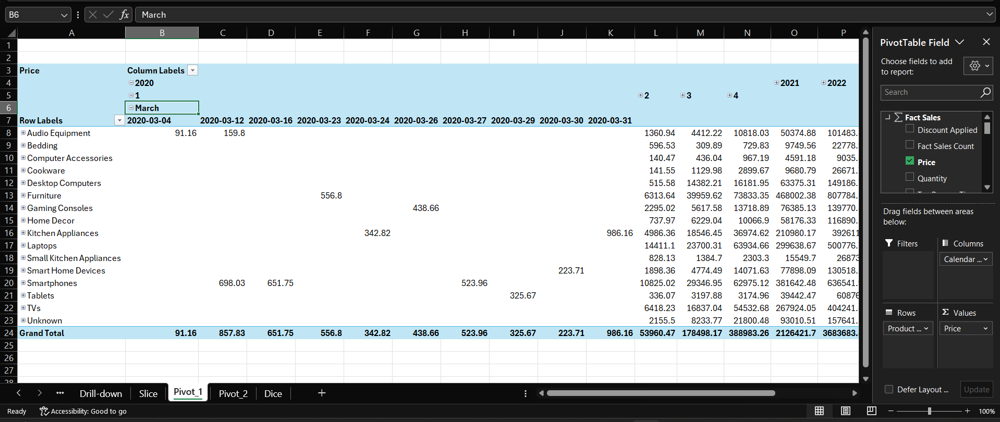 B6 fx March
A B C D E F G H I J K L M N O P
1
2
3 Price Column Labels
4 2020 2021 2022
5 1 2 3 4
6 March
7 Row Labels 2020-03-04 2020-03-12 2020-03-16 2020-03-23 2020-03-24 2020-03-26 2020-03-27 2020-03-29 2020-03-30 2020-03-31
8 Audio Equipment 91.16 159.8 1360.94 4412.22 10818.03 50374.88 101483.
9 Bedding 596.53 309.89 729.83 9749.56 22778.
10 Computer Accessories 140.47 436.04 967.19 4591.18 9035.
11 Cookware 141.55 1129.98 2899.67 9680.79 26671.
12 Desktop Computers 515.58 14382.21 16181.95 63375.31 149186.
13 Furniture 556.8 6313.64 39959.62 73833.35 468002.38 807784.
14 Gaming Consoles 438.66 2295.02 5617.58 13718.89 76385.13 139770.
15 Home Decor 737.97 6229.04 10066.9 58176.33 116890.
16 Kitchen Appliances 342.82 986.16 4986.36 18546.45 36974.62 210980.17 392611
17 Laptops 14411.1 23700.31 63934.66 299638.67 500776.
18 Small Kitchen Appliances 828.13 1384.7 2303.3 15549.7 26873
19 Smart Home Devices 223.71 1898.36 4774.49 14071.63 77898.09 130518.
20 Smartphones 698.03 651.75 523.96 10825.02 29346.95 62975.12 381642.48 636541.
21 Tablets 325.67 336.07 3197.88 3174.96 39442.47 60876
22 TVs 6418.23 16837.04 54532.68 267924.05 404241.
23 Unknown 2155.5 8233.77 21800.48 93010.51 157641.
24 Grand Total 91.16 857.83 651.75 556.8 342.82 438.66 523.96 325.67 223.71 986.16 53960.47 178498.17 388983.26 2126421.7 3683683.
25
26
27
28
PivotTable Field
Choose fields to add
to report:
Search
Σ Fact Sales
Discount Applied
Fact Sales Count
Price
Quantity
Drag fields between areas
below:
Filters Columns
Calendar ...
Rows Σ Values
Product ... Price
Defer Layout ... Update
... Drill-down Slice Pivot_1 Pivot_2 Dice +
Ready Accessibility: Good to go 100%